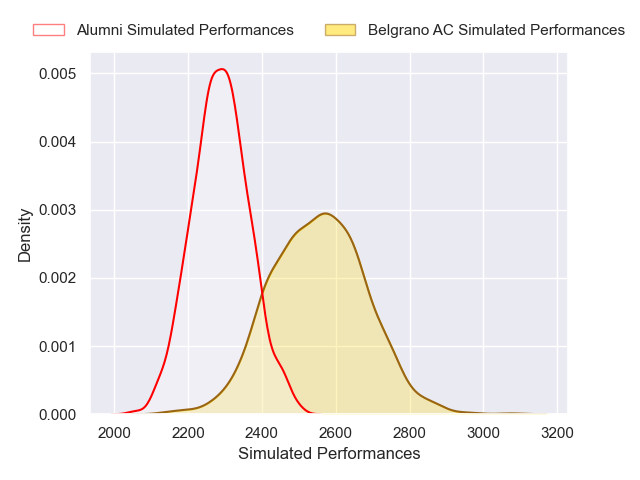 Alumni Simulated Performances Belgrano AC Simulated Performances
0.005
0.004
0.003
0.002
0.001
0.000
Density
2000 2200 2400 2600 2800 3000 3200
Simulated Performances